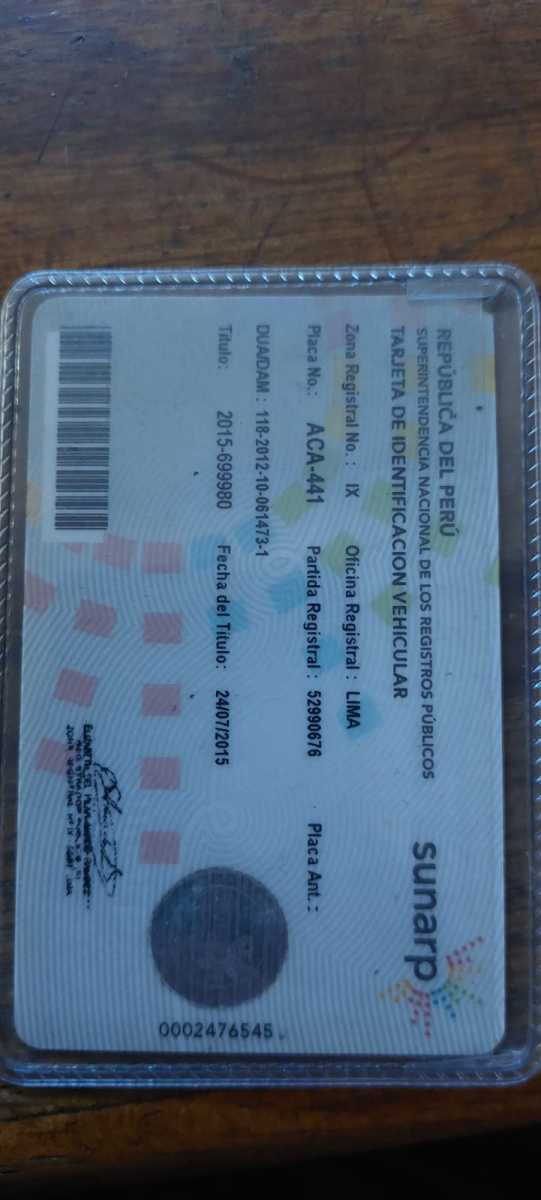 REPÚBLICA DEL PERÚ
SUPERINTENDENCIA NACIONAL DE LOS REGISTROS PÚBLICOS
TARJETA DE IDENTIFICACION VEHICULAR
sunarp
Zona Registral No. : IX Oficina Registral : LIMA
Placa No.: ACA-441 Partida Registral : 52990676 Placa Ant. :
DUA/DAM : 118-2012-10-061473-1
Título: 2015-699980 Fecha del Título: 24/07/2015
0002476545